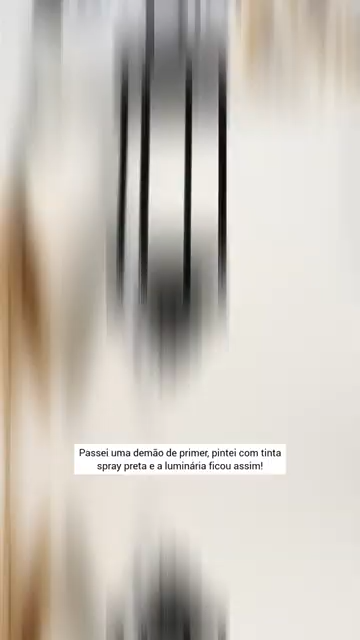 Passei uma demão de primer, pintei com tinta
spray preta e a luminária ficou assim!